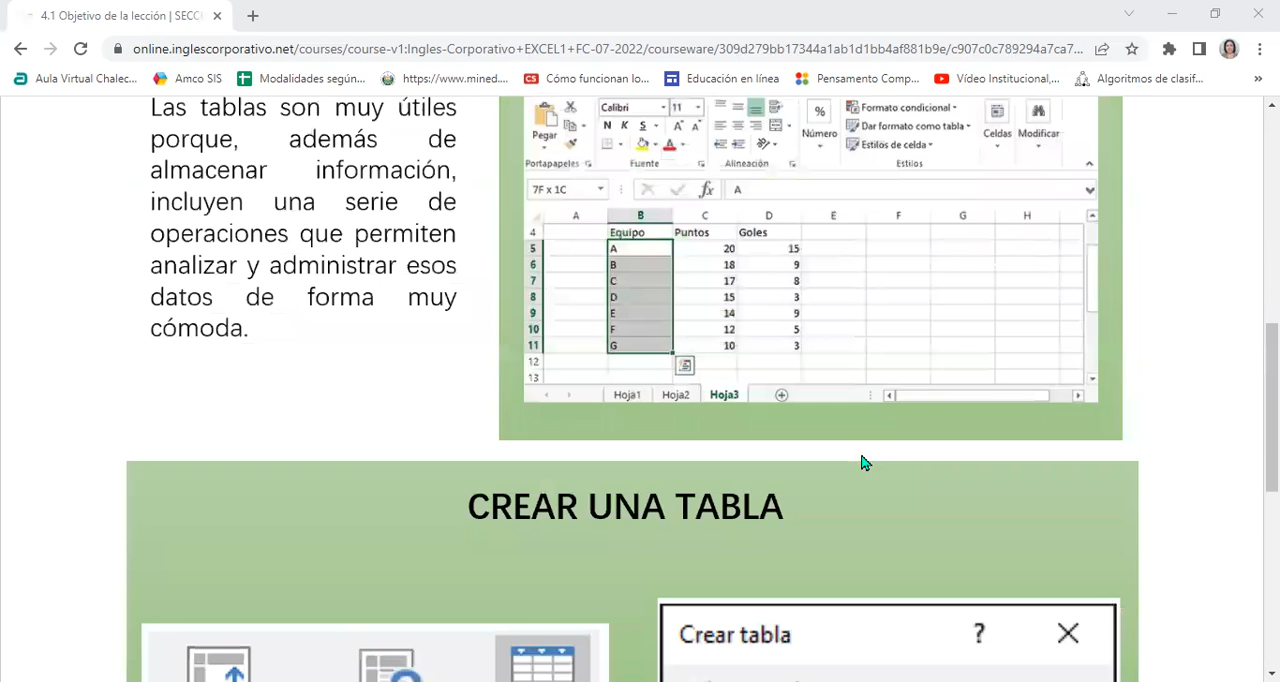 4.1 Objetivo de la lección | SECC
online.inglescorporativo.net/courses/course-v1:Ingles-Corporativo+EXCEL1+FC-07-2022/courseware/309d279bb17344a1ab1d1bb4af881b9e/c907c0c789294a7ca7...
Aula Virtual Chalec...
Amco SIS
Modalidades según...
https://www.mined...
Cómo funcionan lo...
Educación en línea
Pensamento Comp...
Vídeo Institucional,...
Algoritmos de clasif...
»
Las tablas son muy útiles
porque, además de
almacenar información,
incluyen una serie de
operaciones que permiten
analizar y administrar esos
datos de forma muy
cómoda.
Pegar
Portapapeles
Calibri 11
N K S
Fuente
Alineación
%
Número
Formato condicional
Dar formato como tabla
Estilos de celda
Estilos
Celdas
Modificar
7F x 1C fx A
A B C D E F G H
4 Equipo Puntos Goles
5 A 20 15
6 B 18 9
7 C 17 8
8 D 15 3
9 E 14 9
10 F 12 5
11 G 10 3
12
13
Hoja1 Hoja2 Hoja3
CREAR UNA TABLA
Crear tabla ?